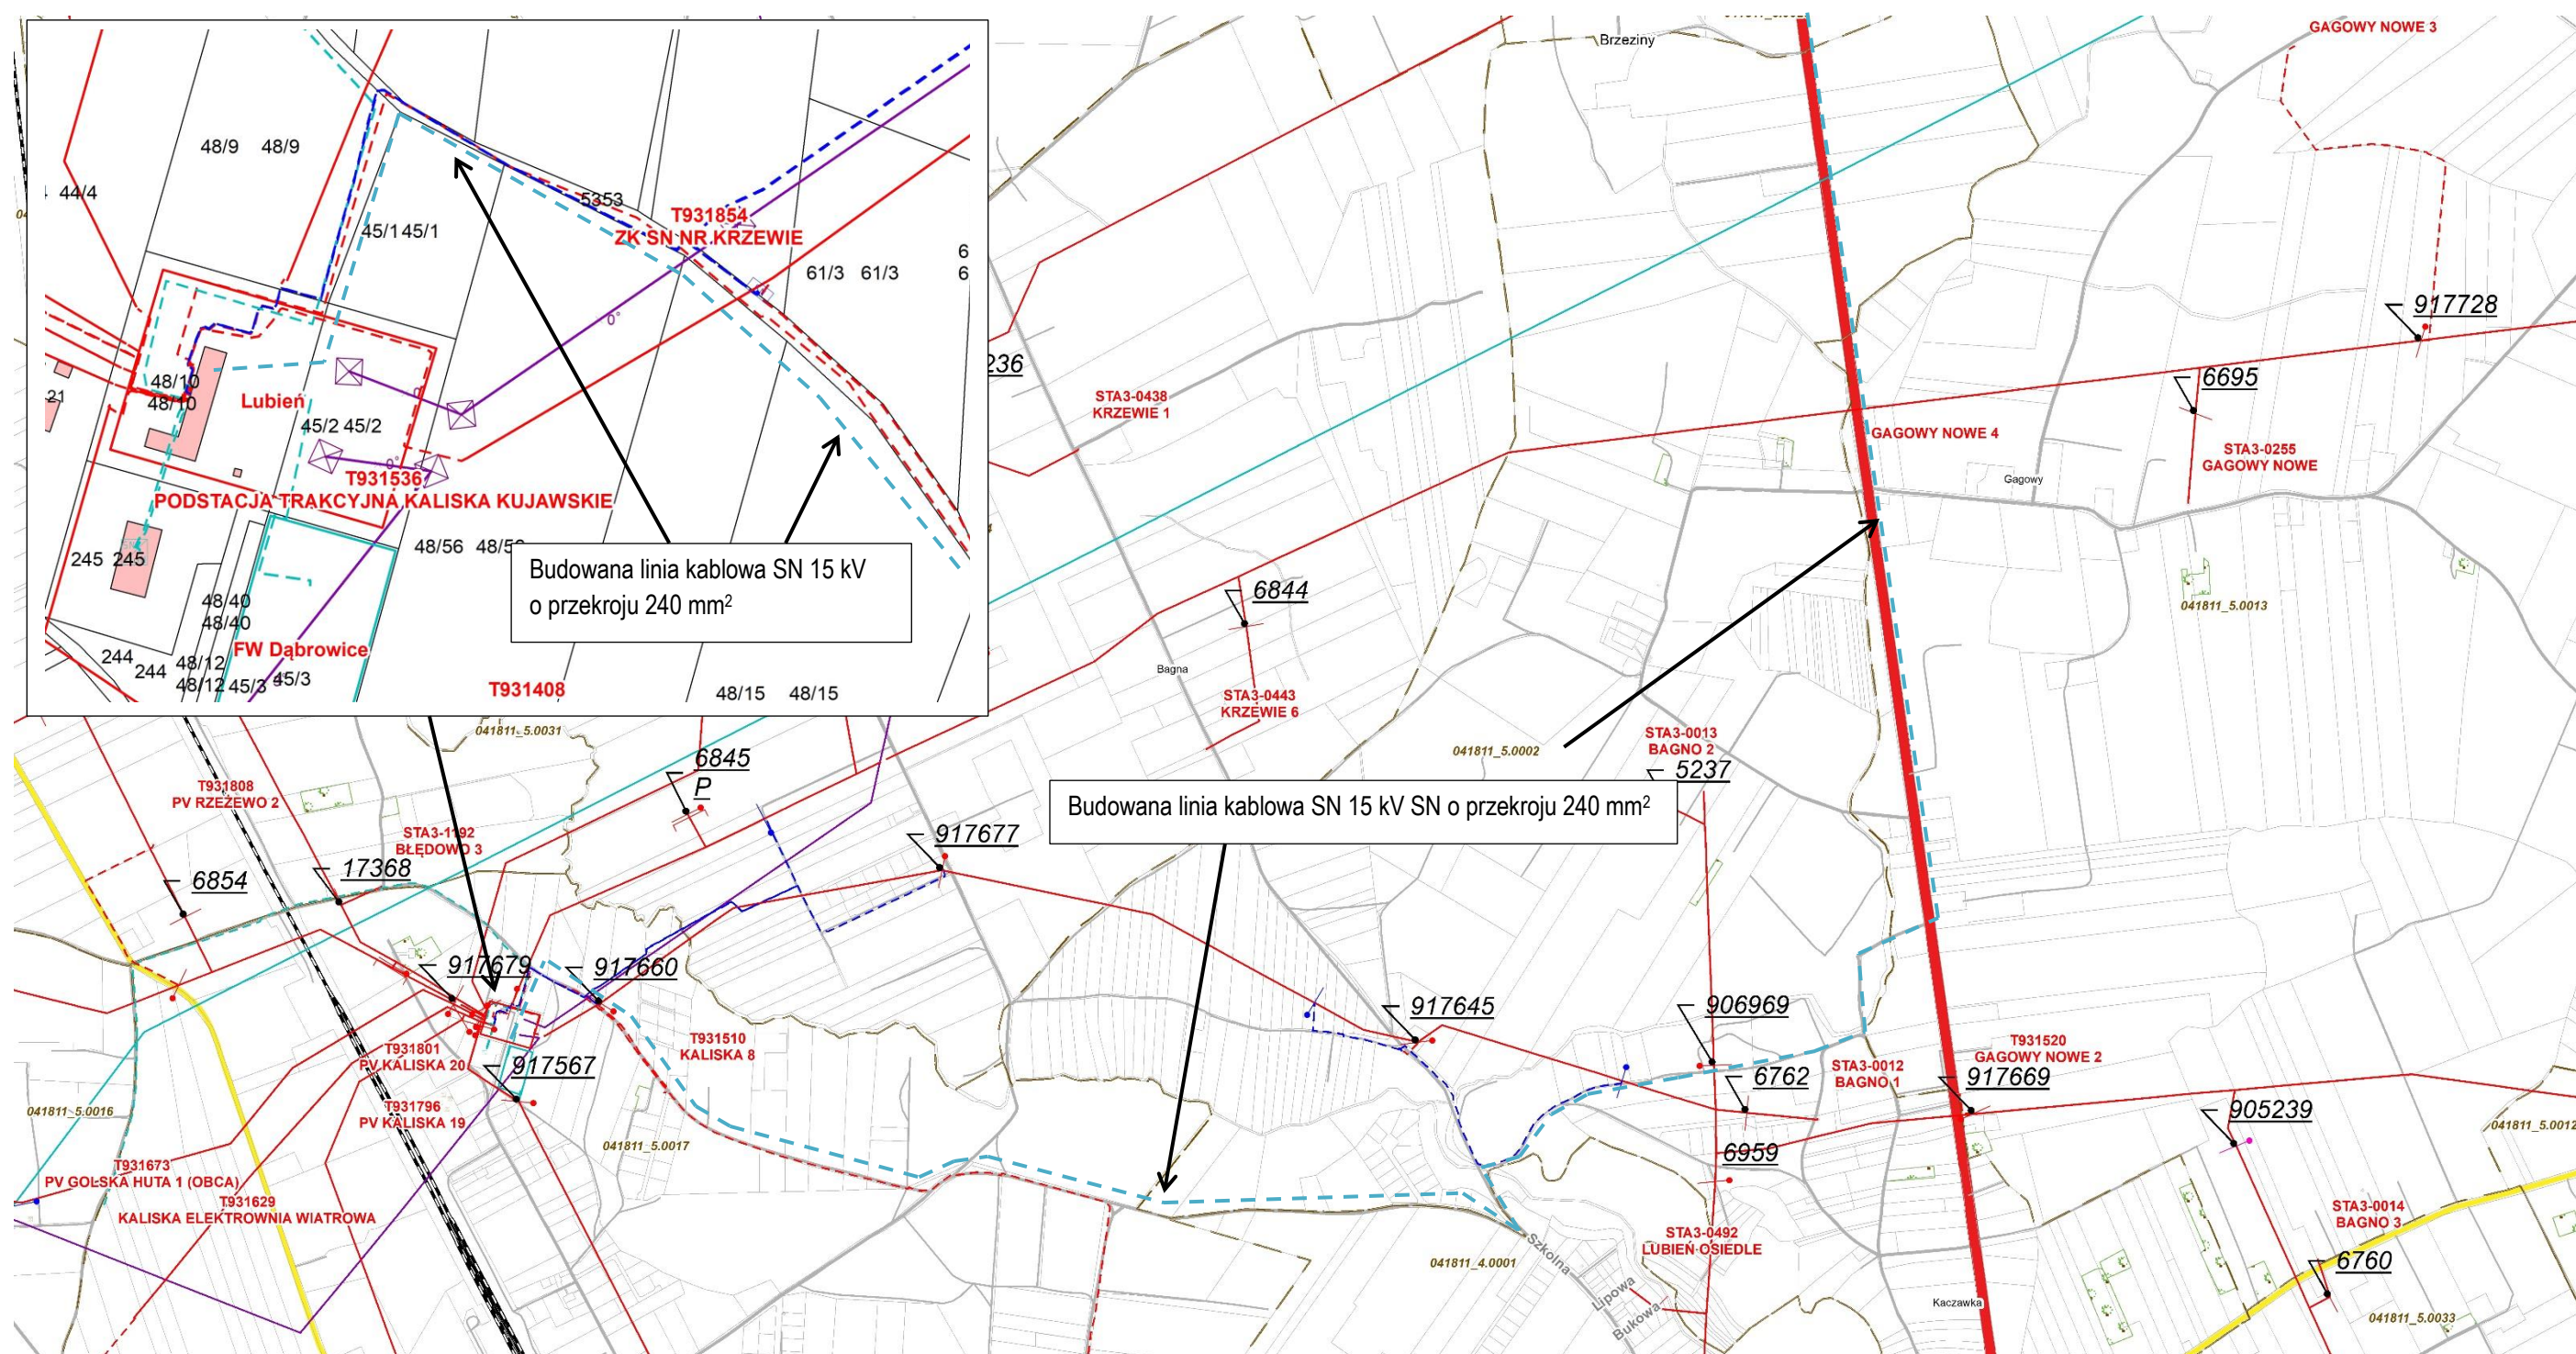 48/9 48/9
44/4
45/1 45/1
5353
T931854
ZK SN NR KRZEWIE
61/3 61/3
6
6
0°
48/10
48/10
21
Lubień
45/2 45/2
0°
T931536
PODSTACJA TRAKCYJNA KALISKA KUJAWSKIE
245 245
48/56
Budowana linia kablowa SN 15 kV
o przekroju 240 mm²
48/40
48/40
FW Dąbrowice
244
244
48/12
48/12
45/3
45/3
T931408
48/15 48/15
Brzeziny
GAGOWY NOWE 3
236
STA3-0438
KRZEWIE 1
917728
6695
GAGOWY NOWE 4
STA3-0255
GAGOWY NOWE
Gagowy
6844
041811_5.0013
Bagna
STA3-0443
KRZEWIE 6
041811_5.0002
STA3-0013
BAGNO 2
5237
Budowana linia kablowa SN 15 kV SN o przekroju 240 mm²
041811_5.0031
6845
P
T931808
PV RZEŻEWO 2
STA3-1192
BŁĘDOWO 3
17368
6854
917677
917679
917660
T931510
KALISKA 8
T931801
PV KALISKA 20
917567
T931796
PV KALISKA 19
041811_5.0016
041811_5.0017
T931673
PV GOLSKA HUTA 1 (OBCA)
T931629
KALISKA ELEKTROWNIA WIATROWA
917645
906969
6762
STA3-0012
BAGNO 1
T931520
GAGOWY NOWE 2
917669
905239
041811_5.0012
6959
STA3-0492
LUBIEŃ OSIEDLE
STA3-0014
BAGNO 3
6760
041811_4.0001
Szkolna
Lipowa
Bukowa
Kaczawka
041811_5.0033